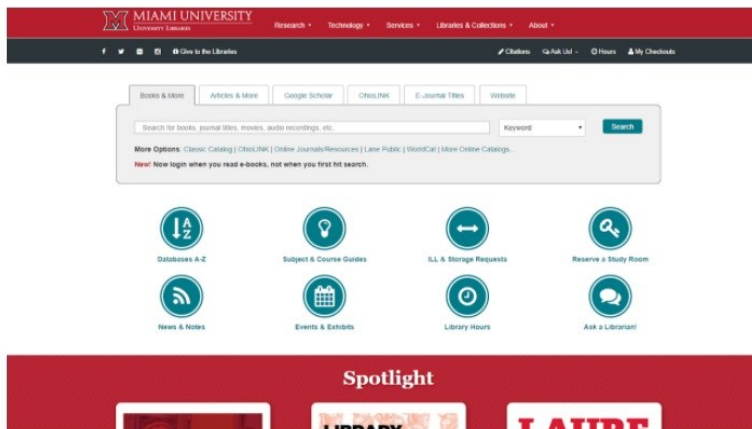 MIAMI UNIVERSITY
UNIVERSITY LIBRARIES
Research Technology Services Libraries & Collections About
Give to the Libraries Citations Ask Us! Hours My Checkouts
Books & More Articles & More Google Scholar OhioLINK E-Journal Titles Website
Search for books, journal titles, movies, audio recordings, etc. Keyword Search
More Options: Classic Catalog | OhioLINK | Online Journals/Resources | Lane Public | WorldCat | More Online Catalogs...
New! Now login when you read e-books, not when you first hit search.
Databases A-Z Subject & Course Guides ILL & Storage Requests Reserve a Study Room
News & Notes Events & Exhibits Library Hours Ask a Librarian!
Spotlight
LIBRARY